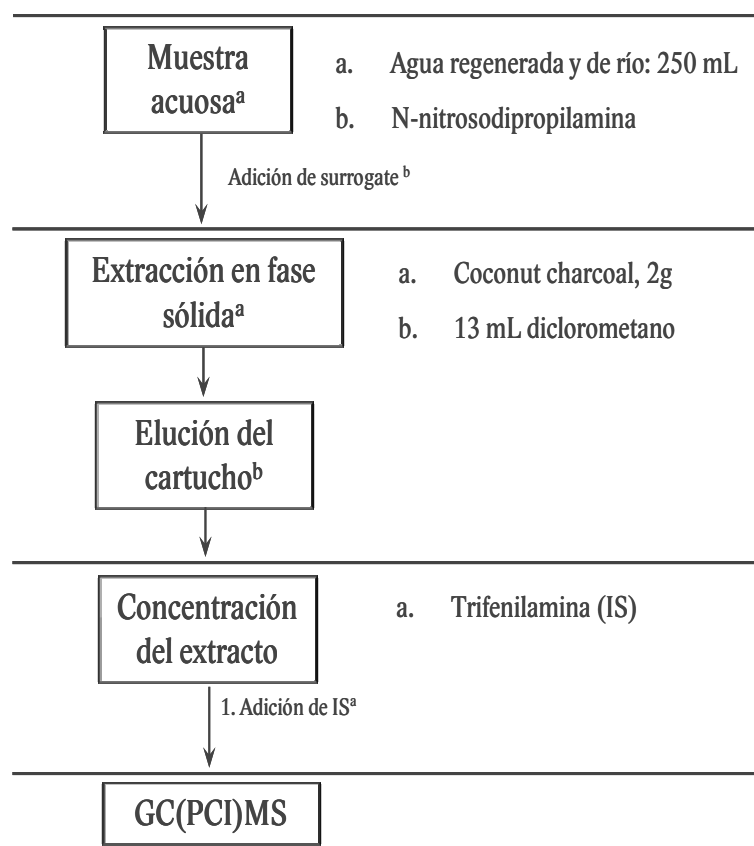 Muestra
acuosaᵃ
a. Agua regenerada y de río: 250 mL
b. N-nitrosodipropilamina
Adición de surrogate ᵇ
Extracción en fase
sólidaᵃ
a. Coconut charcoal, 2g
b. 13 mL diclorometano
Elución del
cartuchoᵇ
Concentración
del extracto
a. Trifenilamina (IS)
1. Adición de ISᵃ
GC(PCI)MS